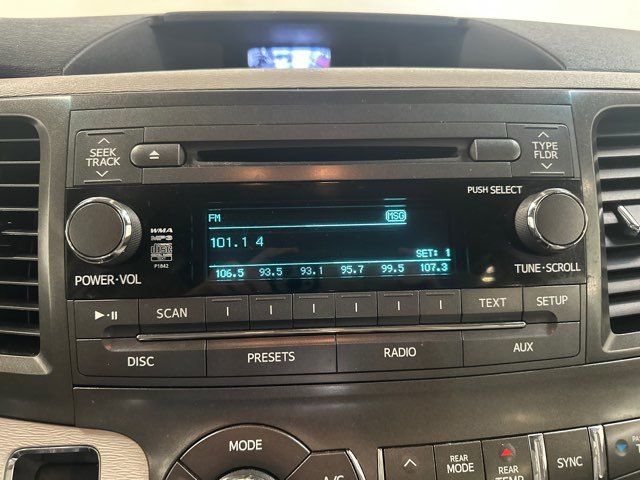 SEEK
TRACK
TYPE
FLDR
PUSH SELECT
FM
MSG
WMA
MP3
101.1 4
SET: 1
P1842
106.5 93.5 93.1 95.7 99.5 107.3
POWER·VOL
TUNE·SCROLL
SCAN
TEXT
SETUP
DISC
PRESETS
RADIO
AUX
MODE
A/C
REAR
MODE
REAR
TEMP
SYNC